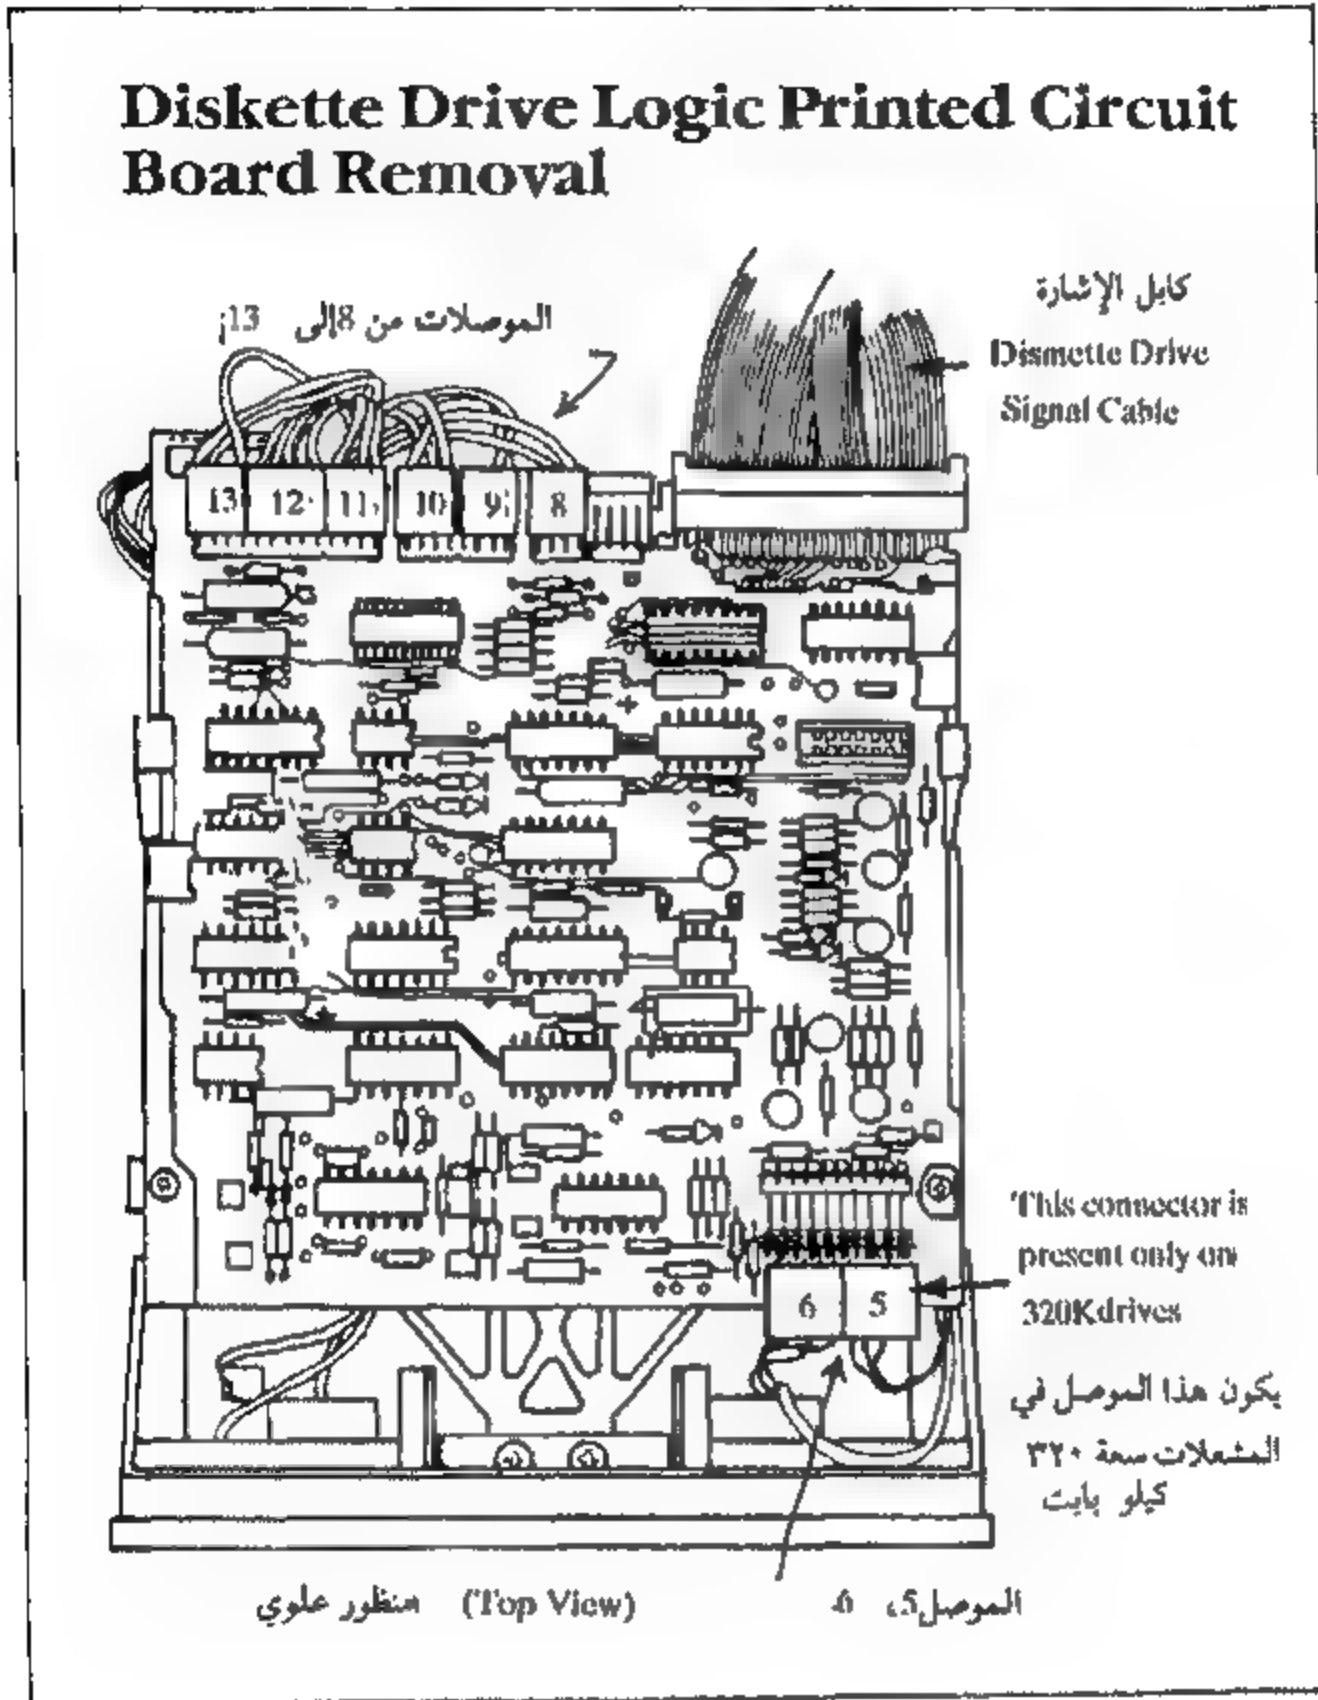 Diskette Drive Logic Printed Circuit
Board Removal
كابل الإشارة
الموصلات من 8إلى 13j
Dismette Drive
Signal Cable
13 12 11 10 9 8
This connector is
present only on
320Kdrives
6 5
يكون هذا الموصل في
المشغلات سعة ٣٢٠
كيلو بايت
منظور علوي (Top View)
الموصل5، 6